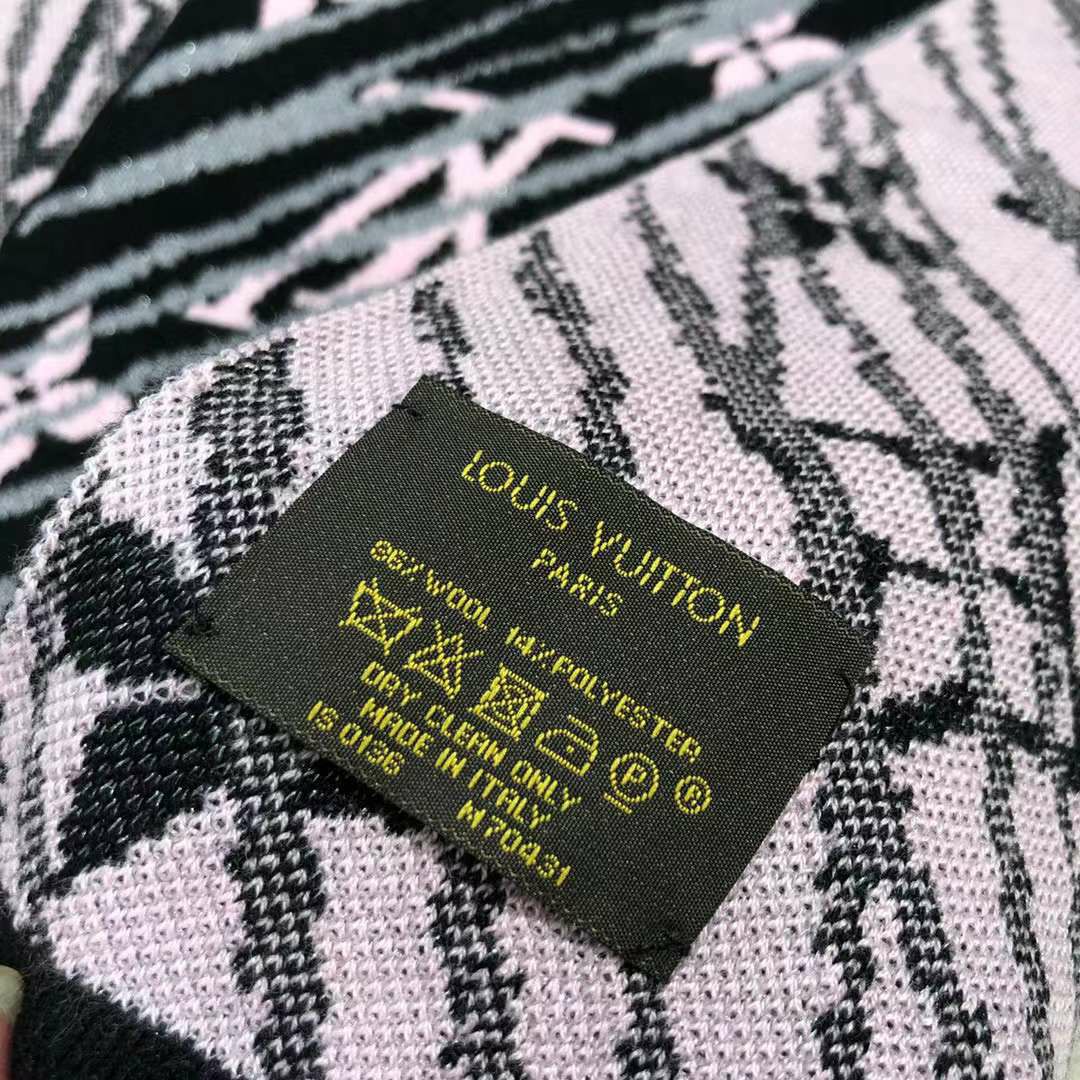 LOUIS VUITTON
PARIS
86% WOOL 14% POLYESTER
DRY CLEAN ONLY
MADE IN ITALY
IS 0136 M70431